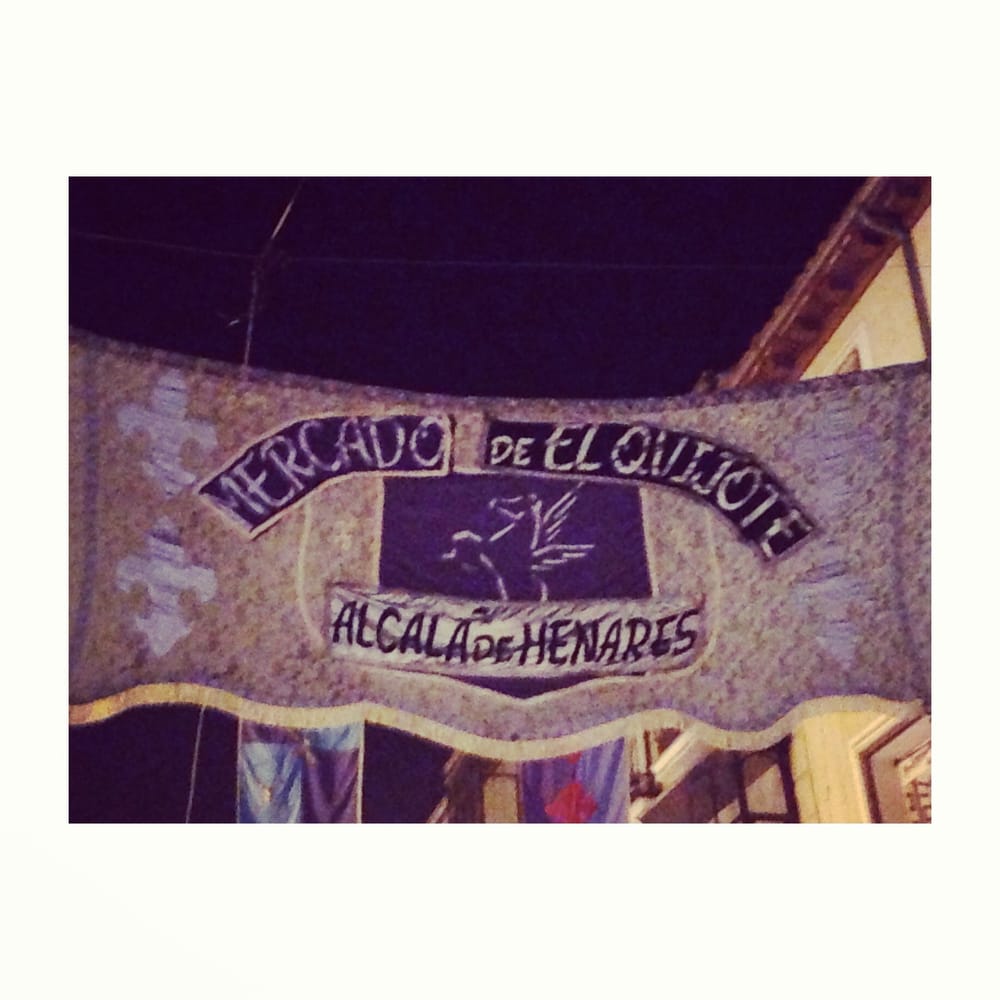 MERCADO DE EL QUIJOTE
ALCALÁ DE HENARES